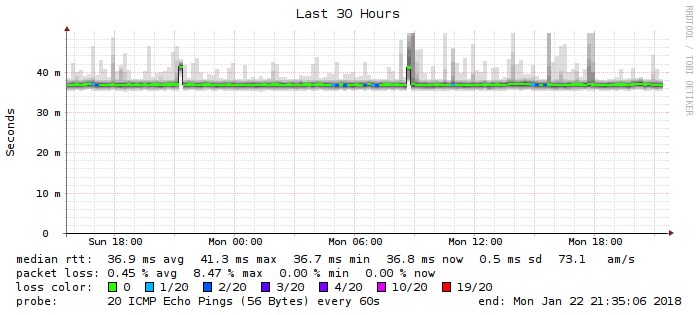 Last 30 Hours
RRDTOOL / TOBI OETIKER
Seconds
40 m
30 m
20 m
10 m
0
Sun 18:00 Mon 00:00 Mon 06:00 Mon 12:00 Mon 18:00
median rtt: 36.9 ms avg 41.3 ms max 36.7 ms min 36.8 ms now 0.5 ms sd 73.1 am/s
packet loss: 0.45 % avg 8.47 % max 0.00 % min 0.00 % now
loss color: 0 1/20 2/20 3/20 4/20 10/20 19/20
probe: 20 ICMP Echo Pings (56 Bytes) every 60s end: Mon Jan 22 21:35:06 2018